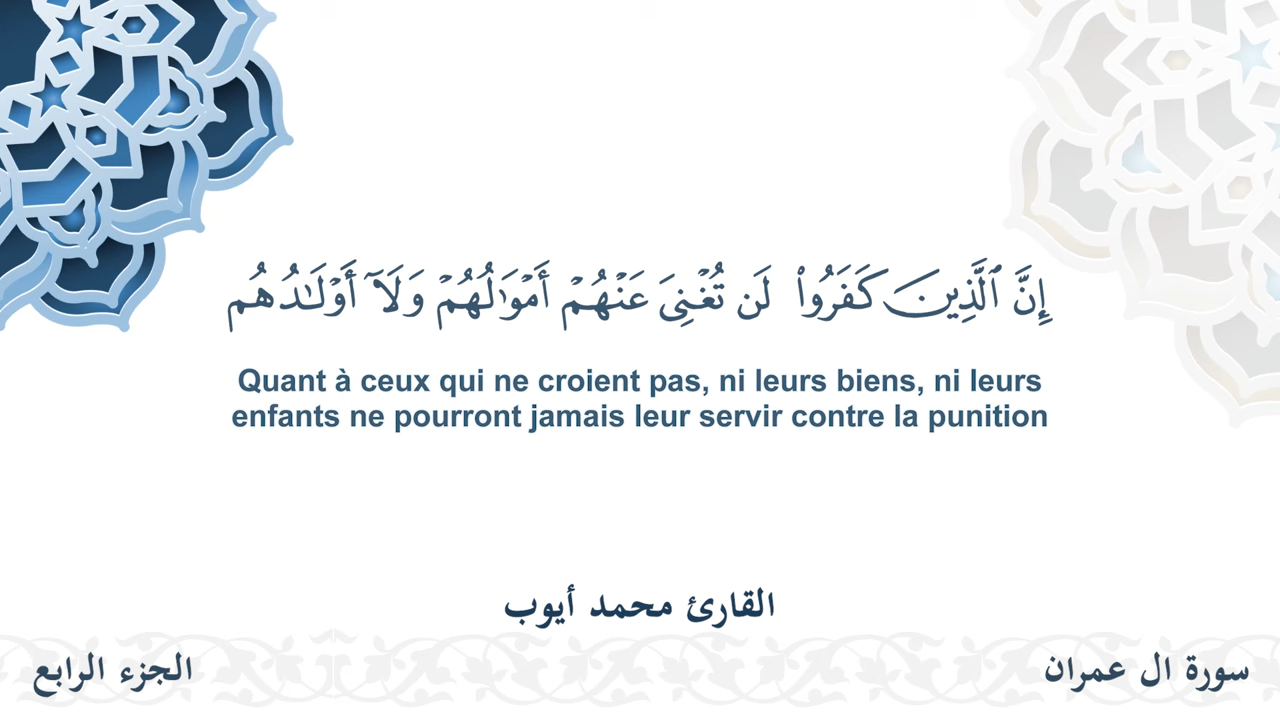 إِنَّ ٱلَّذِينَ كَفَرُوا۟ لَن تُغْنِىَ عَنْهُمْ أَمْوَٰلُهُمْ وَلَآ أَوْلَـٰدُهُم
Quant à ceux qui ne croient pas, ni leurs biens, ni leurs
enfants ne pourront jamais leur servir contre la punition
القارئ محمد أيوب
سورة ال عمران
الجزء الرابع